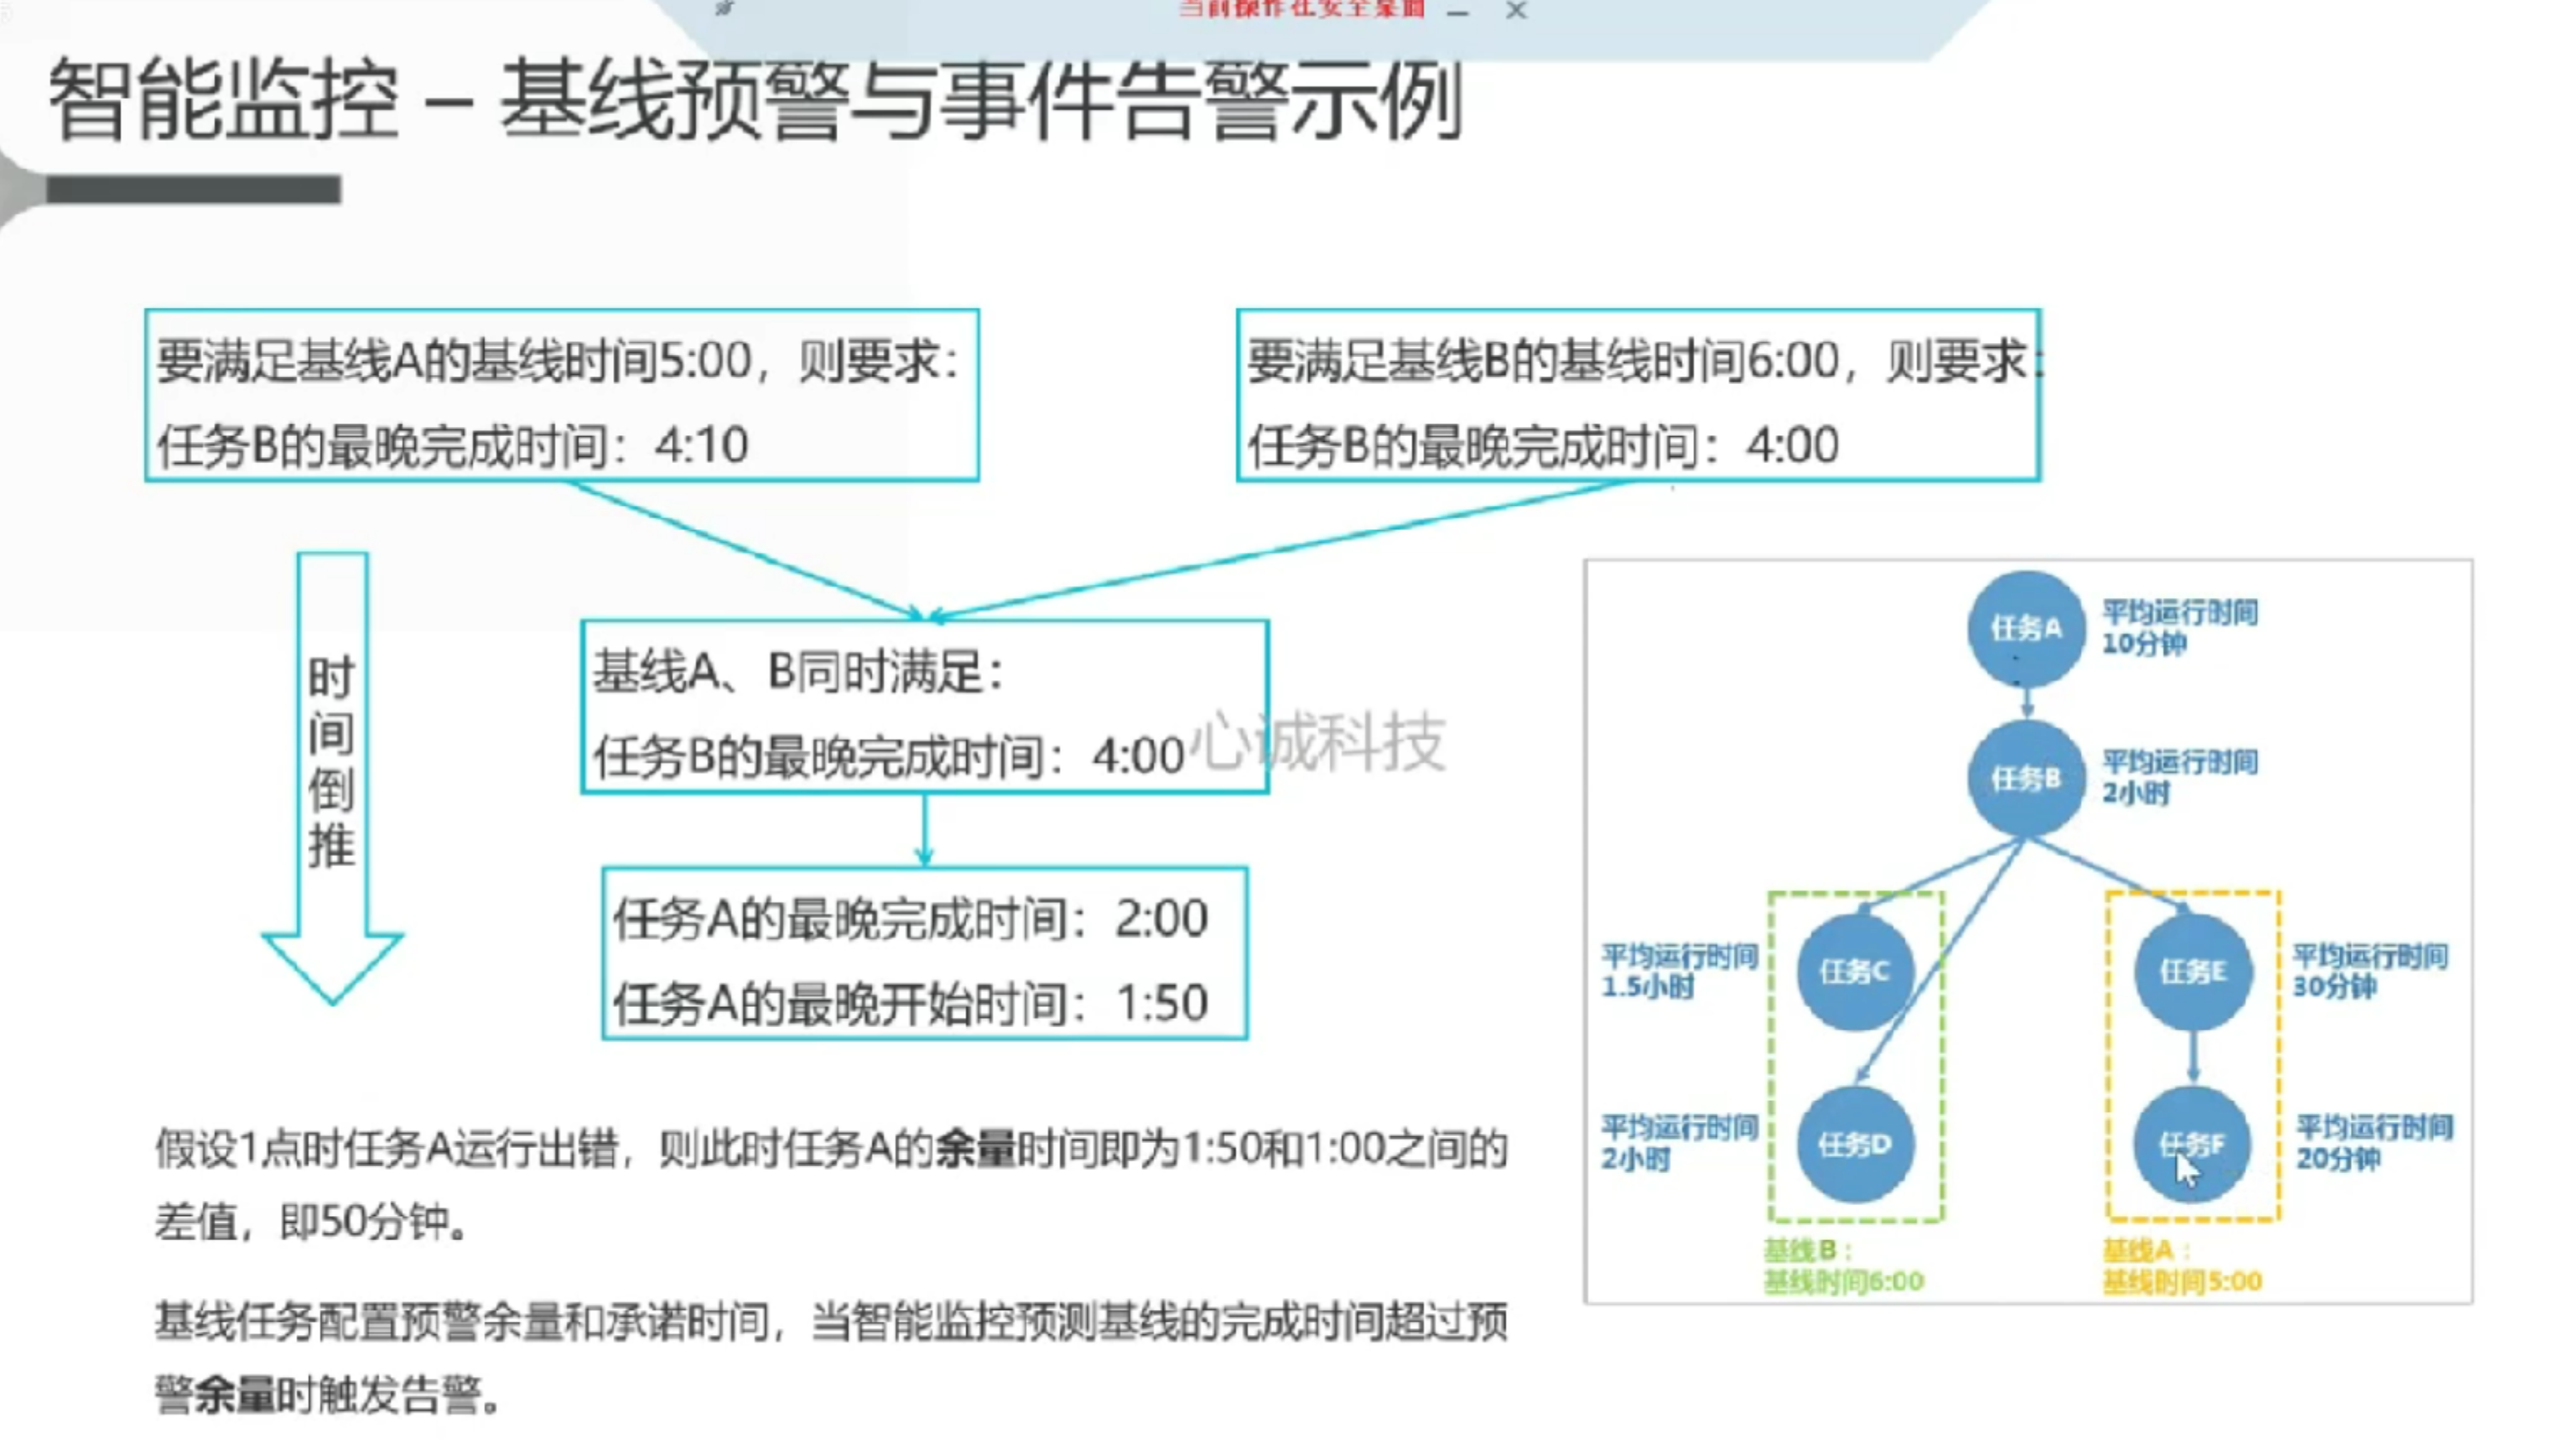 当前操作在安全桌面
智能监控 – 基线预警与事件告警示例
要满足基线A的基线时间5:00，则要求：
任务B的最晚完成时间：4:10
要满足基线B的基线时间6:00，则要求：
任务B的最晚完成时间：4:00
时间倒推
基线A、B同时满足：
任务B的最晚完成时间：4:00
心诚科技
任务A的最晚完成时间：2:00
任务A的最晚开始时间：1:50
假设1点时任务A运行出错，则此时任务A的余量时间即为1:50和1:00之间的
差值，即50分钟。
基线任务配置预警余量和承诺时间，当智能监控预测基线的完成时间超过预
警余量时触发告警。
任务A
平均运行时间
10分钟
任务B
平均运行时间
2小时
平均运行时间
1.5小时
任务C
任务E
平均运行时间
30分钟
平均运行时间
2小时
任务D
任务F
平均运行时间
20分钟
基线B：
基线时间6:00
基线A：
基线时间5:00